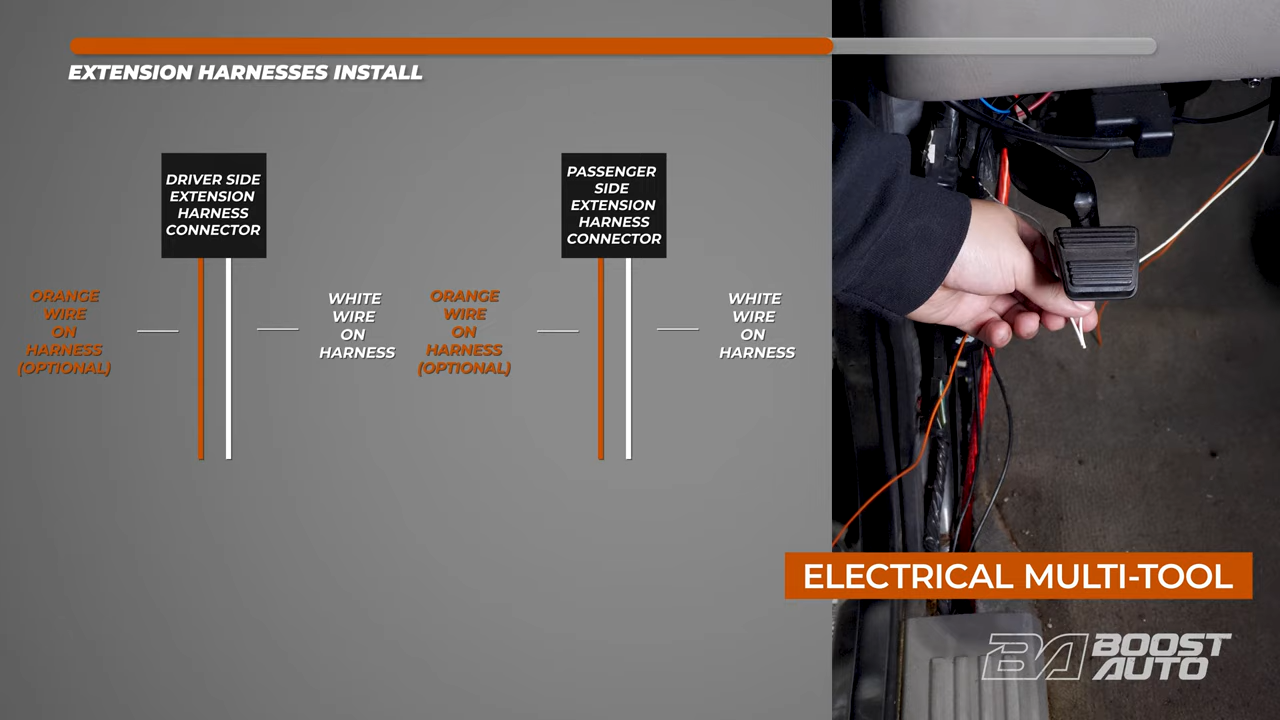 EXTENSION HARNESSES INSTALL
DRIVER SIDE
EXTENSION
HARNESS
CONNECTOR
PASSENGER
SIDE
EXTENSION
HARNESS
CONNECTOR
ORANGE
WIRE
ON
HARNESS
(OPTIONAL)
WHITE
WIRE
ON
HARNESS
ORANGE
WIRE
ON
HARNESS
(OPTIONAL)
WHITE
WIRE
ON
HARNESS
ELECTRICAL MULTI-TOOL
BA BOOST
AUTO